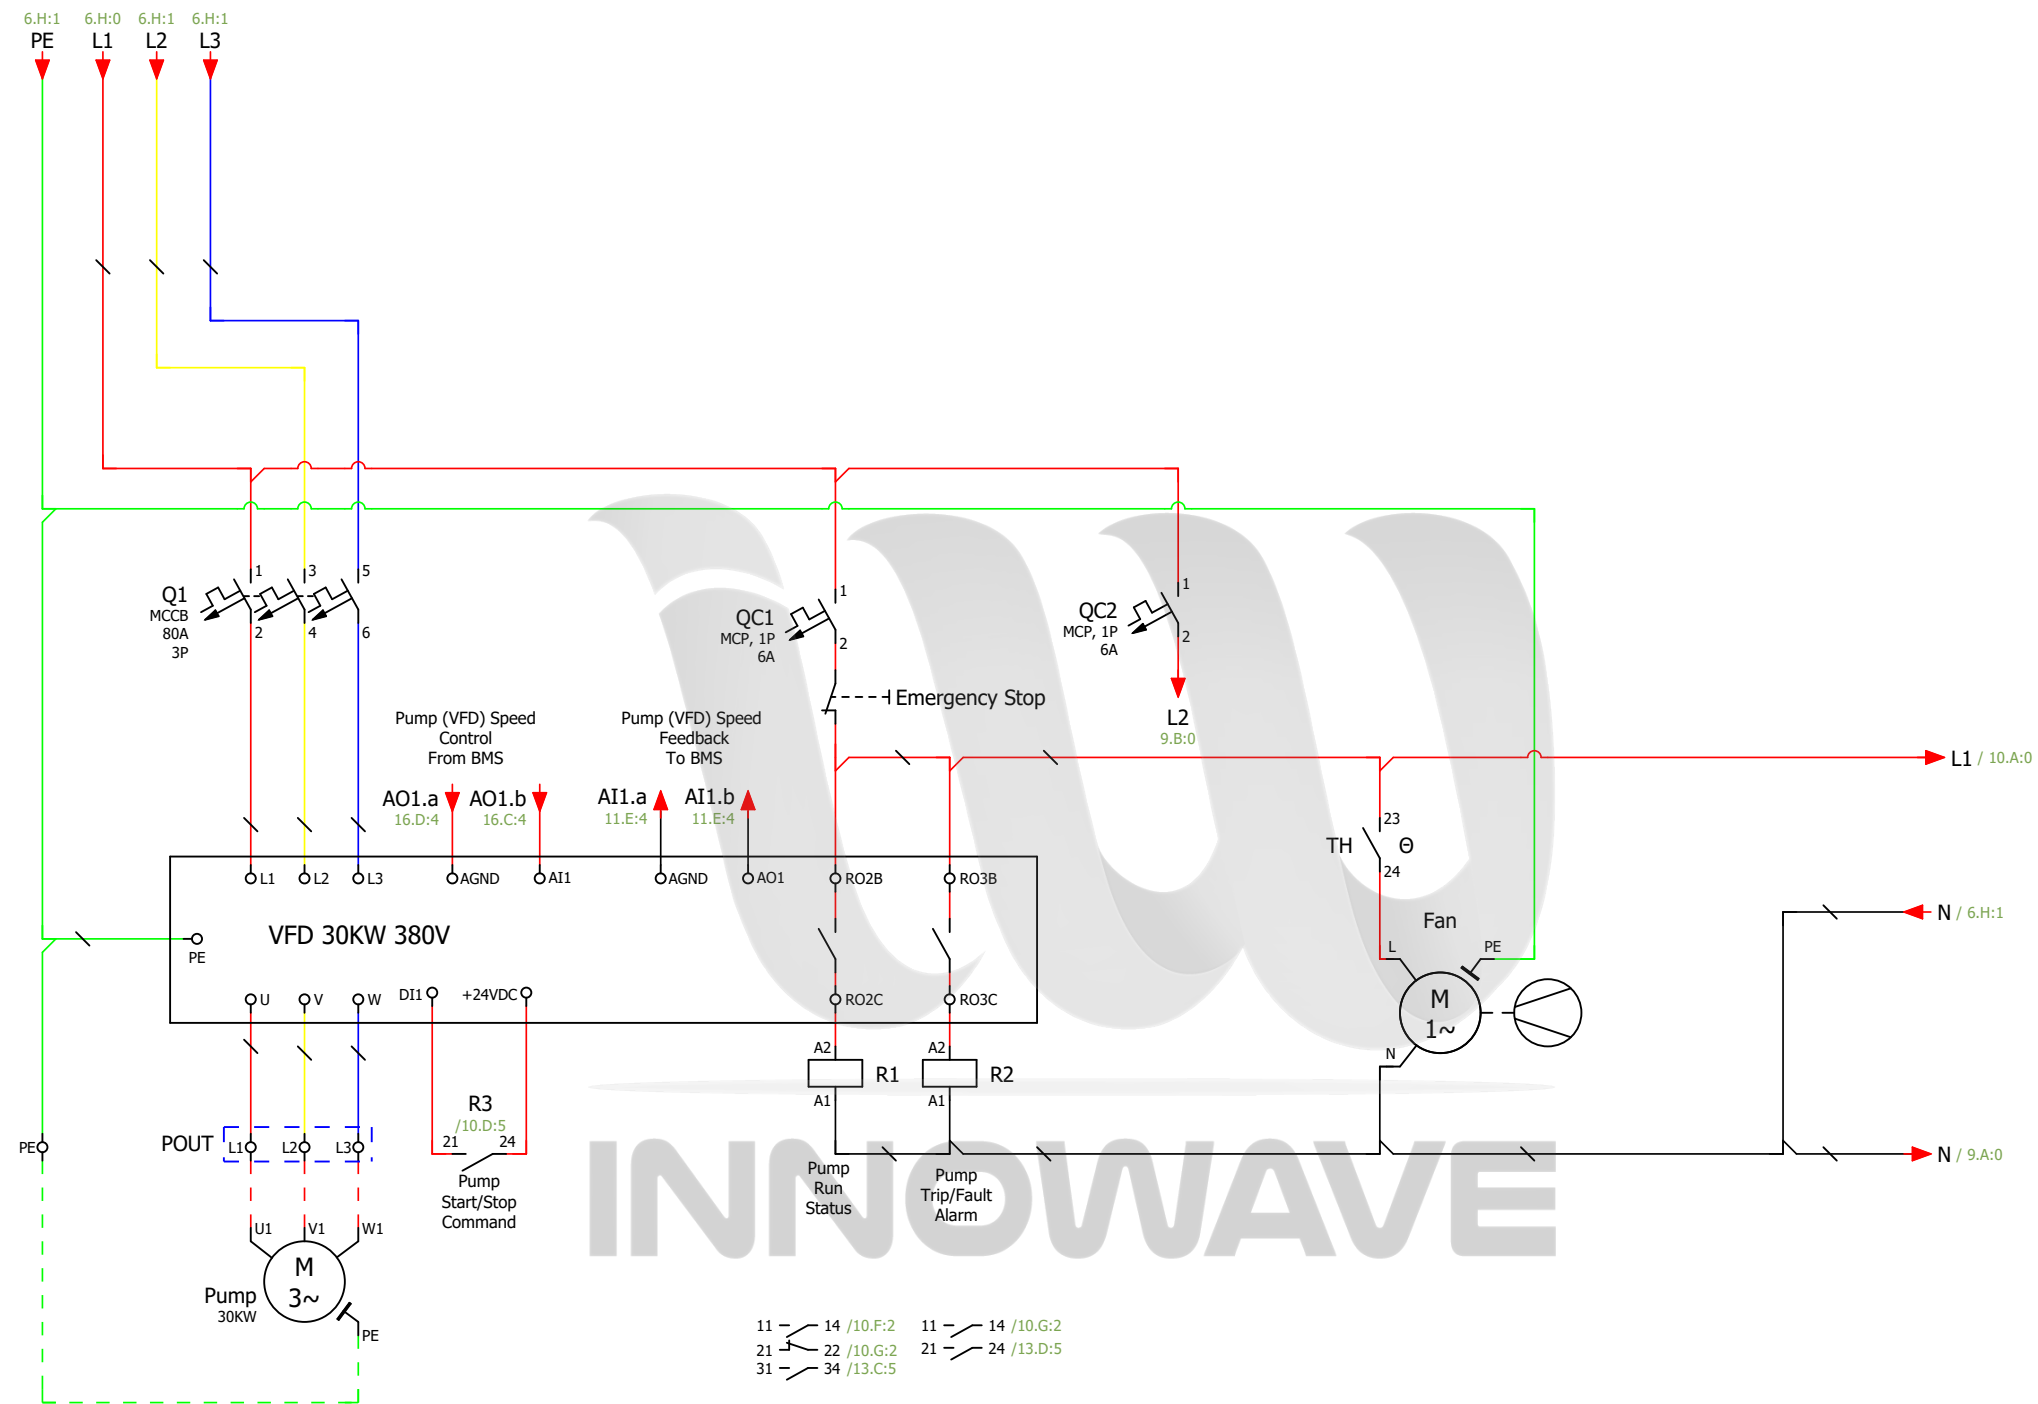 6.H:1 6.H:0 6.H:1 6.H:1
PE L1 L2 L3
1 3 5
Q1
MCCB
80A
3P
2 4 6
1
QC1
MCP, 1P
6A
2
1
QC2
MCP, 1P
6A
2
Emergency Stop
L2
9.B:0
Pump (VFD) Speed
Control
From BMS
Pump (VFD) Speed
Feedback
To BMS
AO1.a AO1.b
16.D:4 16.C:4
AI1.a AI1.b
11.E:4 11.E:4
L1 / 10.A:0
23
TH Θ
24
L1 L2 L3 AGND AI1 AGND AO1 RO2B RO3B
VFD 30KW 380V
PE
Fan
L PE
N / 6.H:1
U V W DI1 +24VDC RO2C RO3C
M
1~
N
A2 A2
R1 R2
A1 A1
R3
/10.D:5
21 24
Pump
Start/Stop
Command
PE
POUT L1 L2 L3
Pump
Run
Status
Pump
Trip/Fault
Alarm
N / 9.A:0
INNOWAVE
U1 V1 W1
M
3~
Pump
30KW
PE
11 14 /10.F:2 11 14 /10.G:2
21 22 /10.G:2 21 24 /13.D:5
31 34 /13.C:5